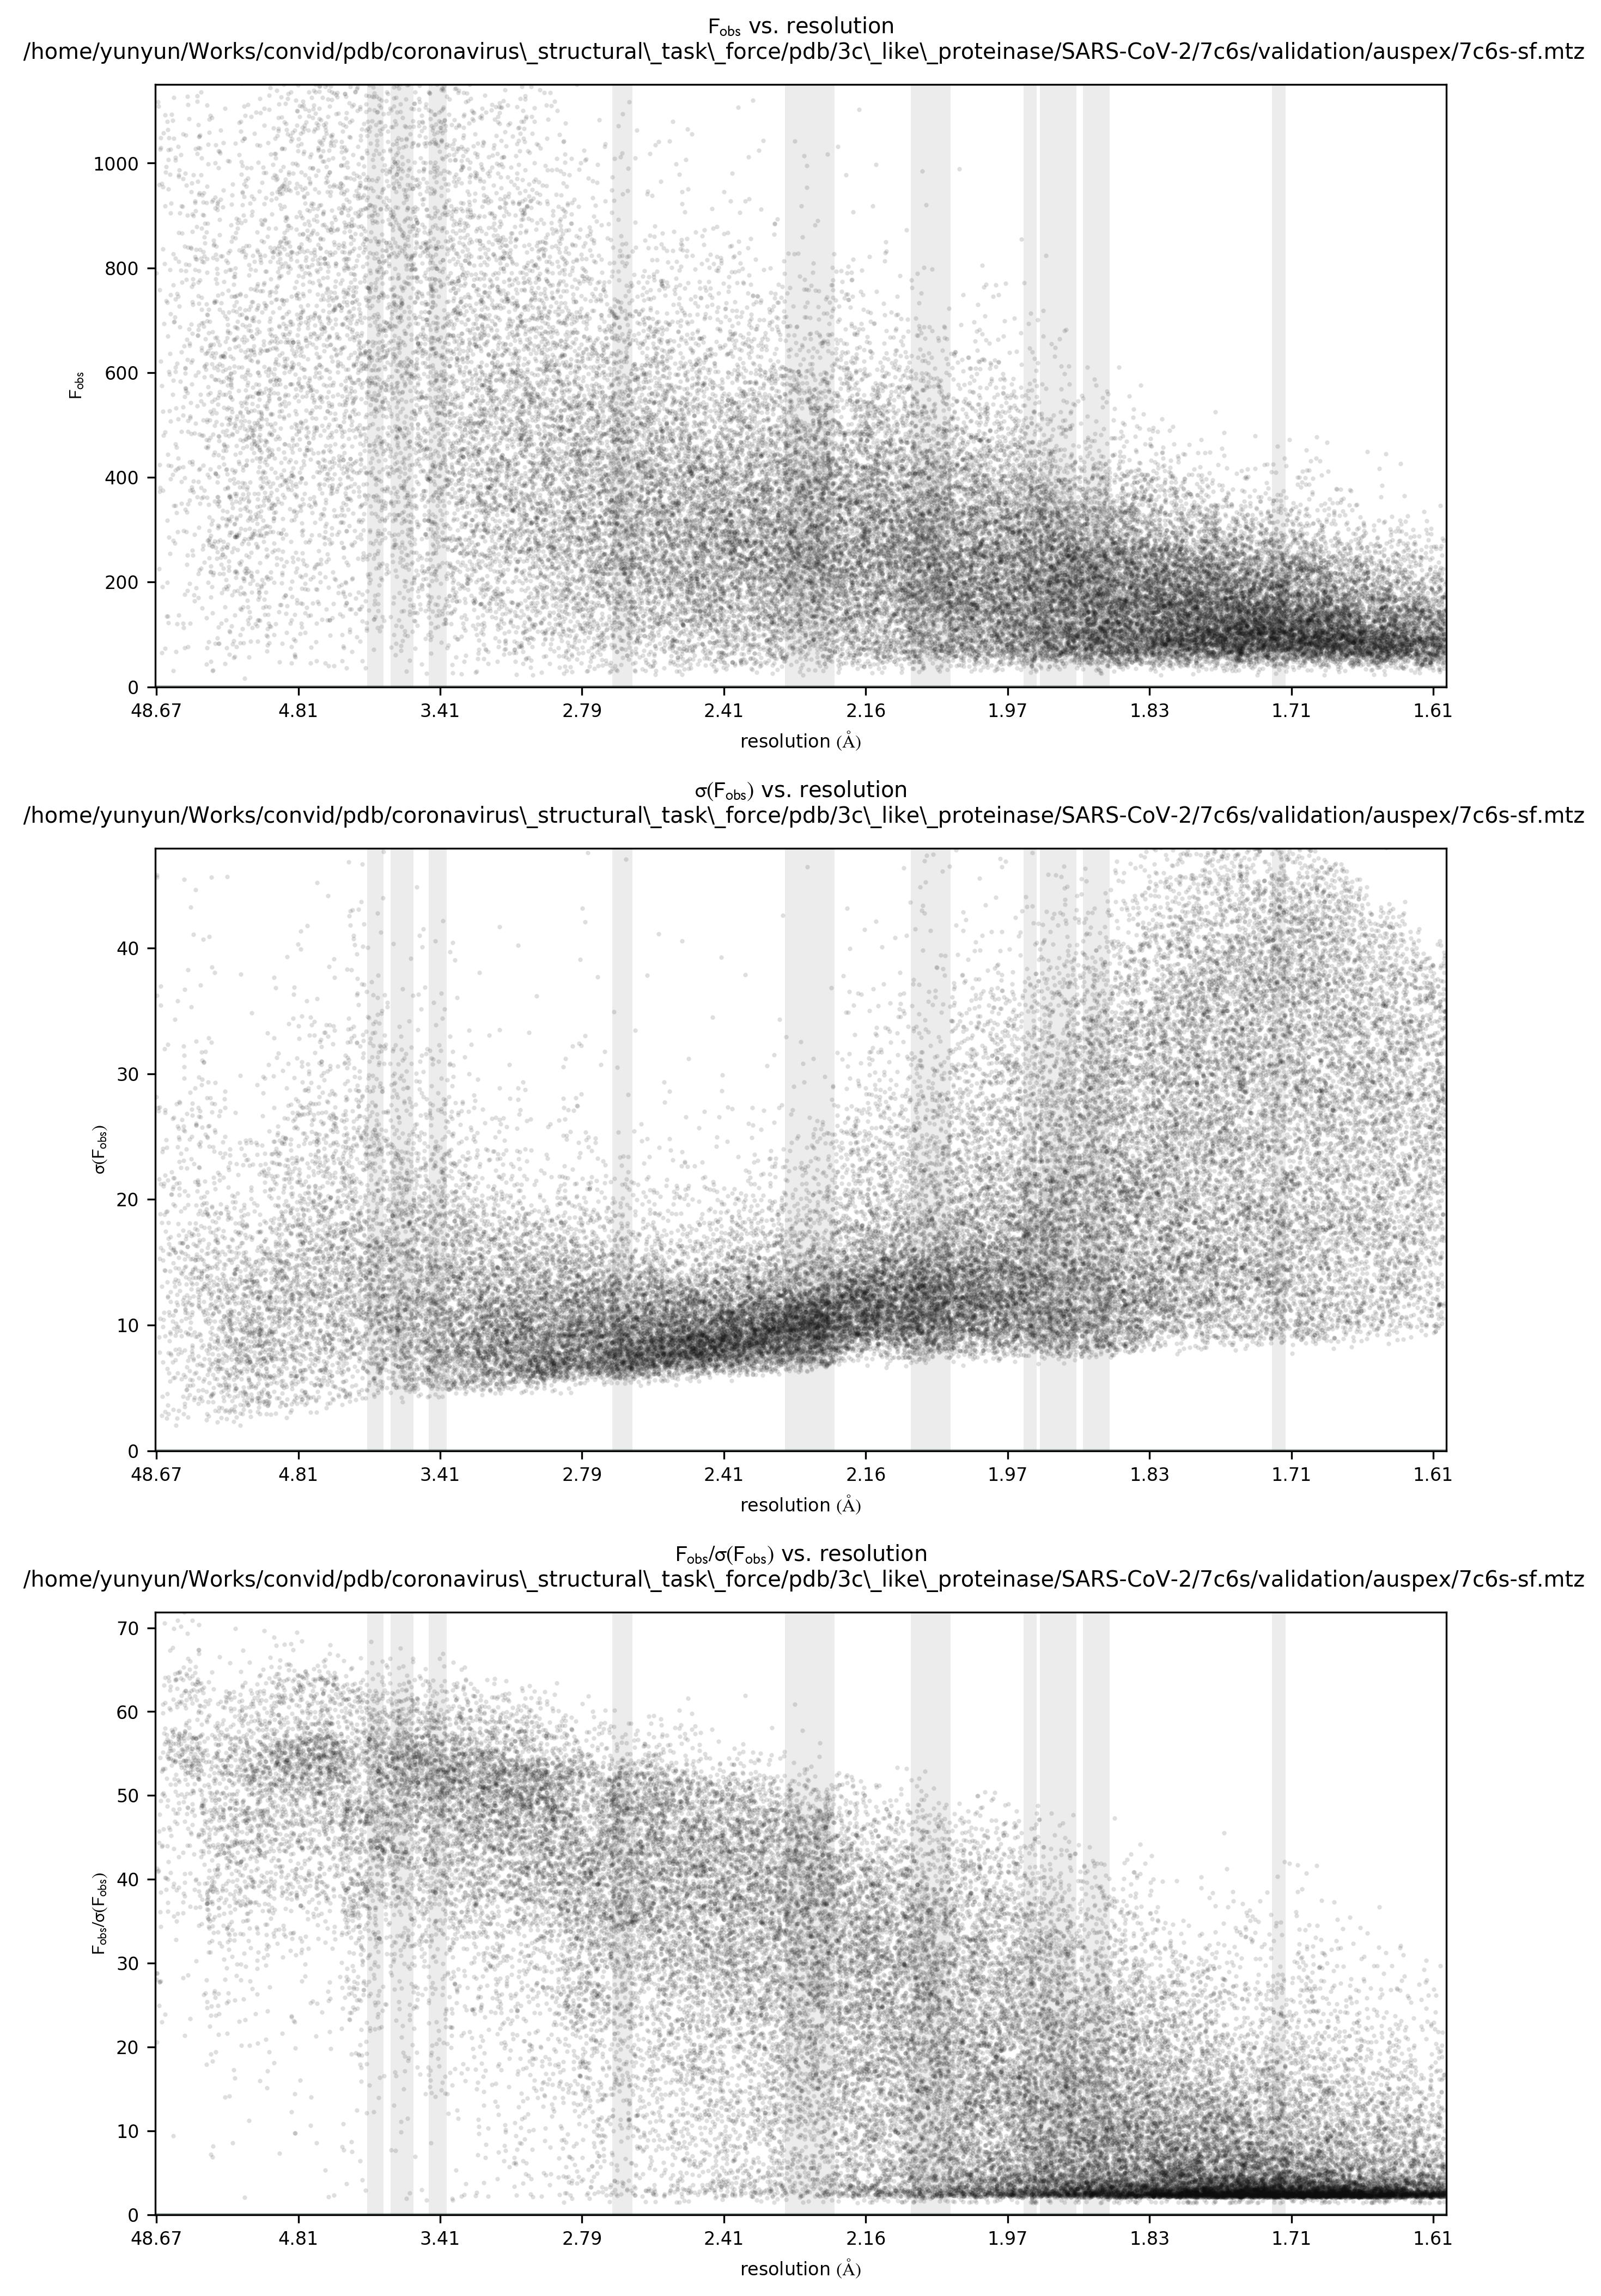 Fobs vs. resolution
/home/yunyun/Works/convid/pdb/coronavirus\_structural\_task\_force/pdb/3c\_like\_proteinase/SARS-CoV-2/7c6s/validation/auspex/7c6s-sf.mtz
1000
800
600
400
200
0
Fobs
48.67 4.81 3.41 2.79 2.41 2.16 1.97 1.83 1.71 1.61
resolution (Å)
σ(Fobs) vs. resolution
/home/yunyun/Works/convid/pdb/coronavirus\_structural\_task\_force/pdb/3c\_like\_proteinase/SARS-CoV-2/7c6s/validation/auspex/7c6s-sf.mtz
40
30
20
10
0
σ(Fobs)
48.67 4.81 3.41 2.79 2.41 2.16 1.97 1.83 1.71 1.61
resolution (Å)
Fobs/σ(Fobs) vs. resolution
/home/yunyun/Works/convid/pdb/coronavirus\_structural\_task\_force/pdb/3c\_like\_proteinase/SARS-CoV-2/7c6s/validation/auspex/7c6s-sf.mtz
70
60
50
40
30
20
10
0
Fobs/σ(Fobs)
48.67 4.81 3.41 2.79 2.41 2.16 1.97 1.83 1.71 1.61
resolution (Å)